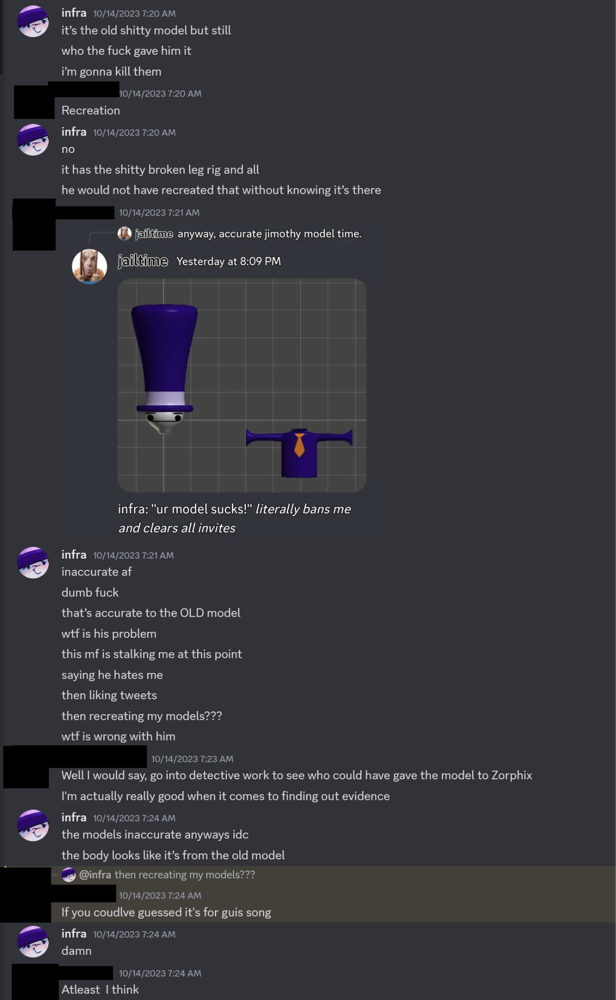 infra 10/14/2023 7:20 AM
it’s the old shitty model but still
who the fuck gave him it
i’m gonna kill them
10/14/2023 7:20 AM
Recreation
infra 10/14/2023 7:20 AM
no
it has the shitty broken leg rig and all
he would not have recreated that without knowing it’s there
10/14/2023 7:21 AM
jailtime anyway, accurate jimothy model time.
jailtime Yesterday at 8:09 PM
infra: "ur model sucks!" literally bans me
and clears all invites
infra 10/14/2023 7:21 AM
inaccurate af
dumb fuck
that’s accurate to the OLD model
wtf is his problem
this mf is stalking me at this point
saying he hates me
then liking tweets
then recreating my models???
wtf is wrong with him
10/14/2023 7:23 AM
Well I would say, go into detective work to see who could have gave the model to Zorphix
I'm actually really good when it comes to finding out evidence
infra 10/14/2023 7:24 AM
the models inaccurate anyways idc
the body looks like it’s from the old model
@infra then recreating my models???
10/14/2023 7:24 AM
If you coudlve guessed it's for guis song
infra 10/14/2023 7:24 AM
damn
10/14/2023 7:24 AM
Atleast I think